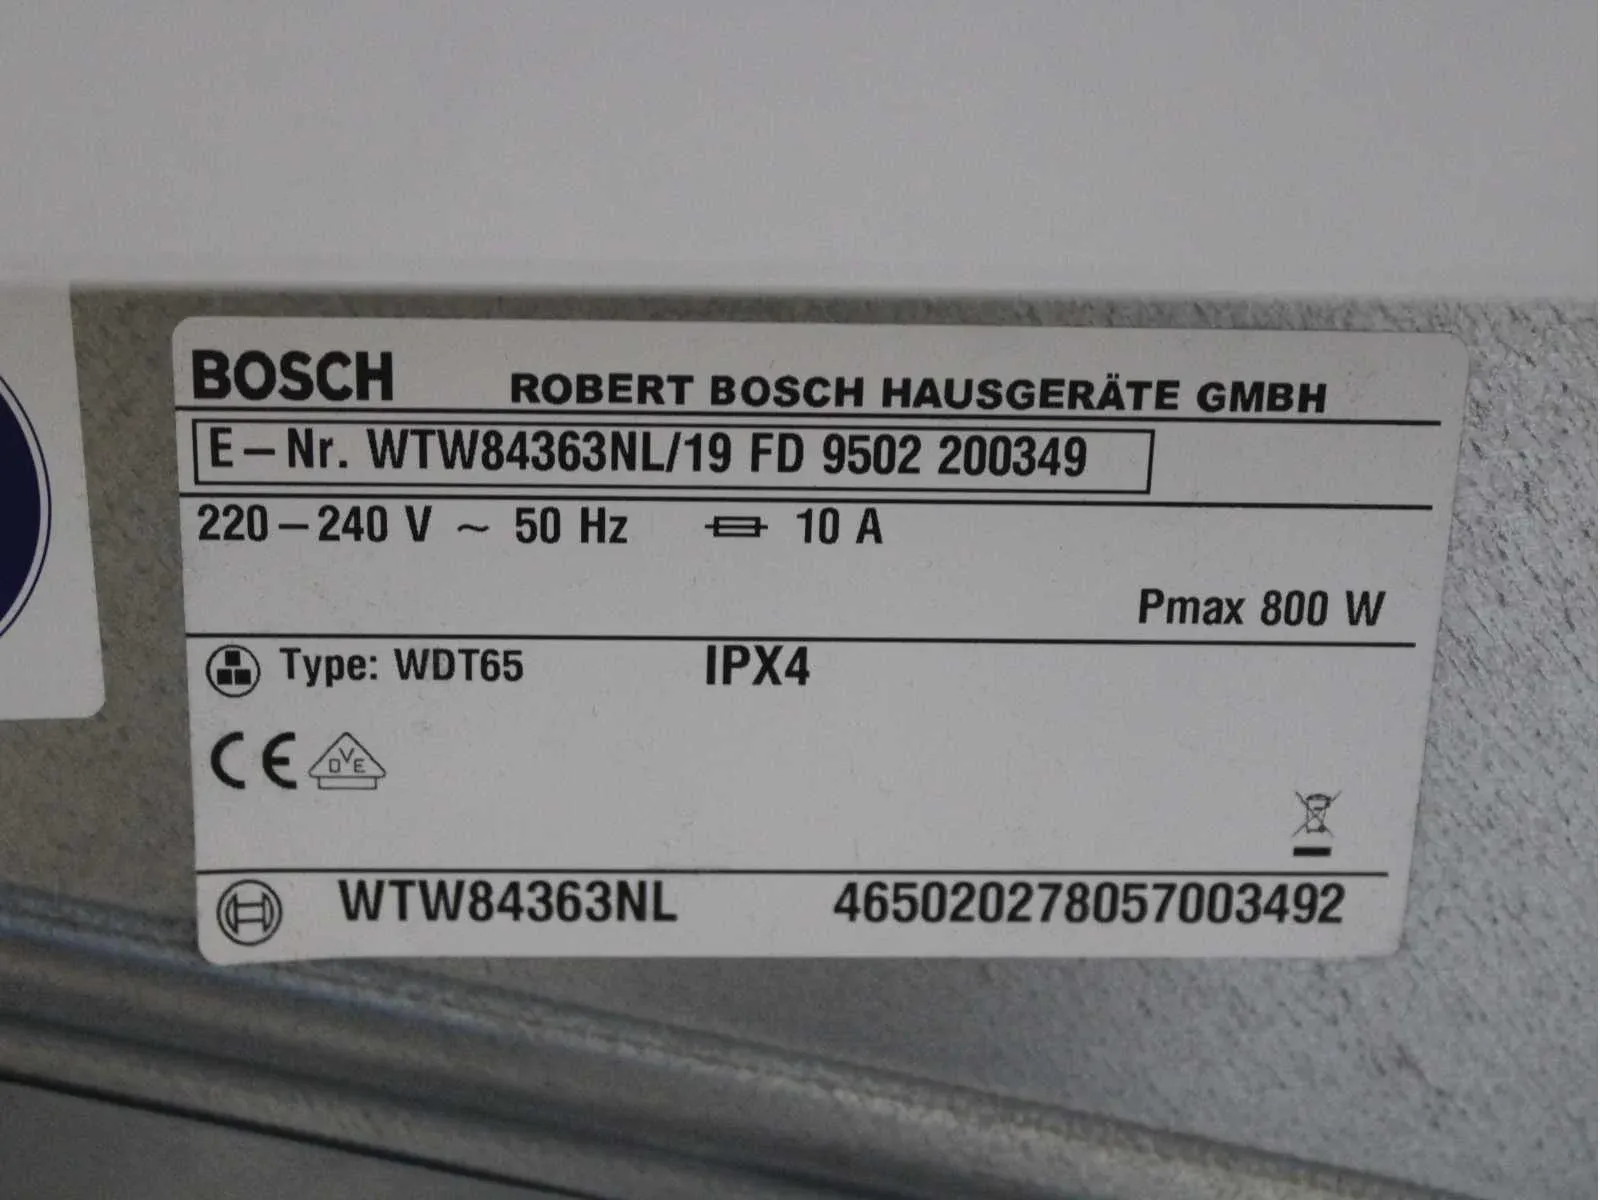 BOSCH ROBERT BOSCH HAUSGERÄTE GMBH
E – Nr. WTW84363NL/19 FD 9502 200349
220 – 240 V ~ 50 Hz 10 A
Pmax 800 W
Type: WDT65 IPX4
CE DVE
WTW84363NL 465020278057003492